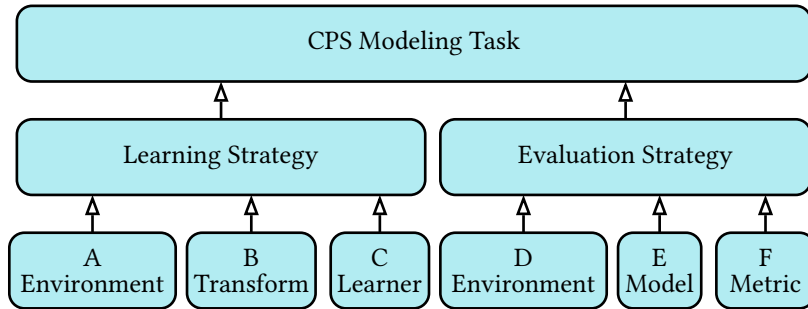 CPS Modeling Task
Learning Strategy
Evaluation Strategy
A
Environment
B
Transform
C
Learner
D
Environment
E
Model
F
Metric